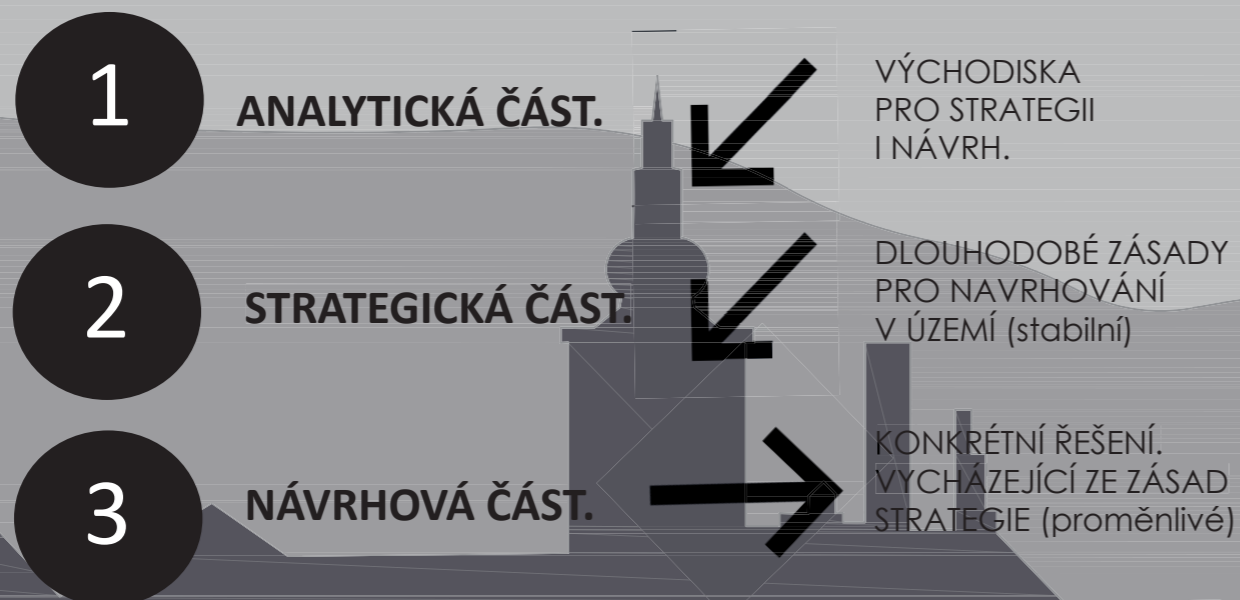 1
ANALYTICKÁ ČÁST.
VÝCHODISKA
PRO STRATEGII
I NÁVRH.
2
STRATEGICKÁ ČÁST.
DLOUHODOBÉ ZÁSADY
PRO NAVRHOVÁNÍ
V ÚZEMÍ (stabilní)
3
NÁVRHOVÁ ČÁST.
KONKRÉTNÍ ŘEŠENÍ.
VYCHÁZEJÍCÍ ZE ZÁSAD
STRATEGIE (proměnlivé)